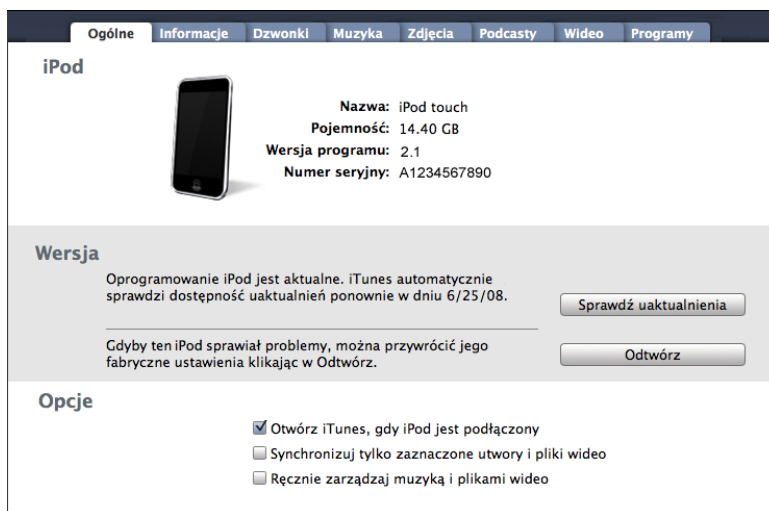 Ogólne Informacje Dzwonki Muzyka Zdjęcia Podcasty Wideo Programy
iPod
Nazwa: iPod touch
Pojemność: 14.40 GB
Wersja programu: 2.1
Numer seryjny: A1234567890
Wersja
Oprogramowanie iPod jest aktualne. iTunes automatycznie
sprawdzi dostępność uaktualnień ponownie w dniu 6/25/08.
Sprawdź uaktualnienia
Gdyby ten iPod sprawiał problemy, można przywrócić jego
fabryczne ustawienia klikając w Odtwórz.
Odtwórz
Opcje
Otwórz iTunes, gdy iPod jest podłączony
Synchronizuj tylko zaznaczone utwory i pliki wideo
Ręcznie zarządzaj muzyką i plikami wideo